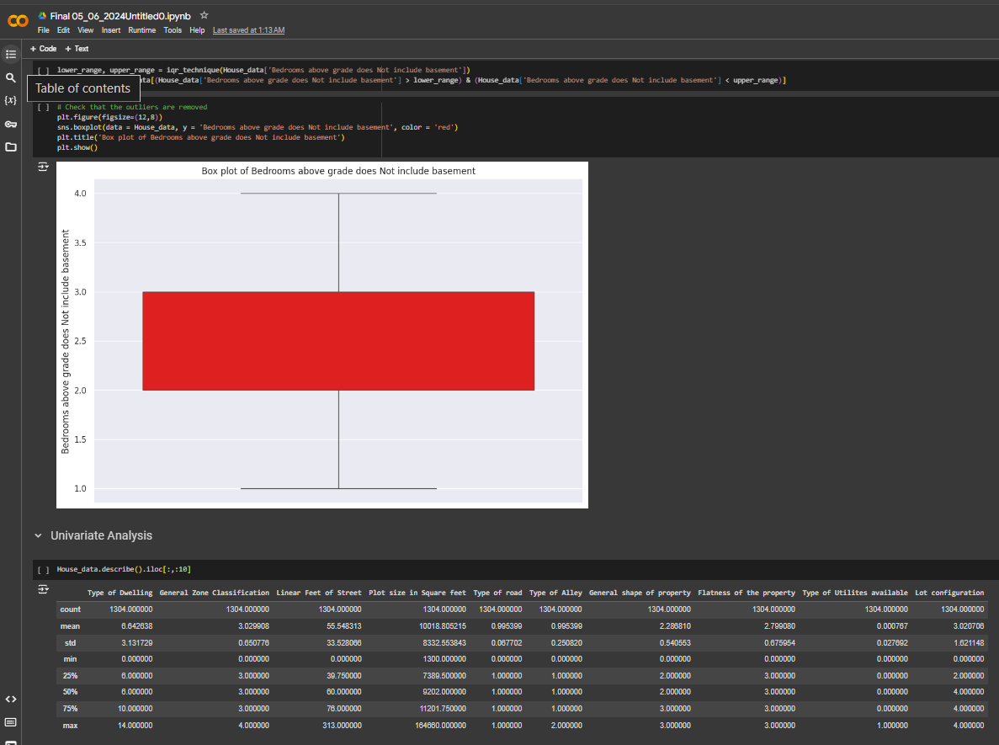 CO Final 05_06_2024Untitled0.ipynb
File Edit View Insert Runtime Tools Help Last saved at 1:13 AM
+ Code + Text
[ ] lower_range, upper_range = iqr_technique(House_data['Bedrooms above grade does Not include basement'])
Table of contents
ata[(House_data['Bedrooms above grade does Not include basement'] > lower_range) & (House_data['Bedrooms above grade does Not include basement'] < upper_range)]
{x}
[ ] # Check that the outliers are removed
plt.figure(figsize=(12,8))
sns.boxplot(data = House_data, y = 'Bedrooms above grade does Not include basement', color = 'red')
plt.title('Box plot of Bedrooms above grade does Not include basement')
plt.show()
Box plot of Bedrooms above grade does Not include basement
Bedrooms above grade does Not include basement
4.0
3.5
3.0
2.5
2.0
1.5
1.0
Univariate Analysis
[ ] House_data.describe().iloc[:,:10]
Type of Dwelling General Zone Classification Linear Feet of Street Plot size in Square feet Type of road Type of Alley General shape of property Flatness of the property Type of Utilites available Lot configuration
count 1304.000000 1304.000000 1304.000000 1304.000000 1304.000000 1304.000000 1304.000000 1304.000000 1304.000000 1304.000000
mean 6.642638 3.029908 55.548313 10018.805215 0.995399 0.995399 2.286810 2.799080 0.000767 3.020706
std 3.131729 0.650776 33.528066 8332.553843 0.067702 0.250820 0.540553 0.675954 0.027692 1.621148
min 0.000000 0.000000 0.000000 1300.000000 0.000000 0.000000 0.000000 0.000000 0.000000 0.000000
25% 6.000000 3.000000 39.750000 7389.500000 1.000000 1.000000 2.000000 3.000000 0.000000 2.000000
50% 6.000000 3.000000 60.000000 9202.000000 1.000000 1.000000 2.000000 3.000000 0.000000 4.000000
75% 10.000000 3.000000 76.000000 11201.750000 1.000000 1.000000 3.000000 3.000000 0.000000 4.000000
max 14.000000 4.000000 313.000000 164660.000000 1.000000 2.000000 3.000000 3.000000 1.000000 4.000000